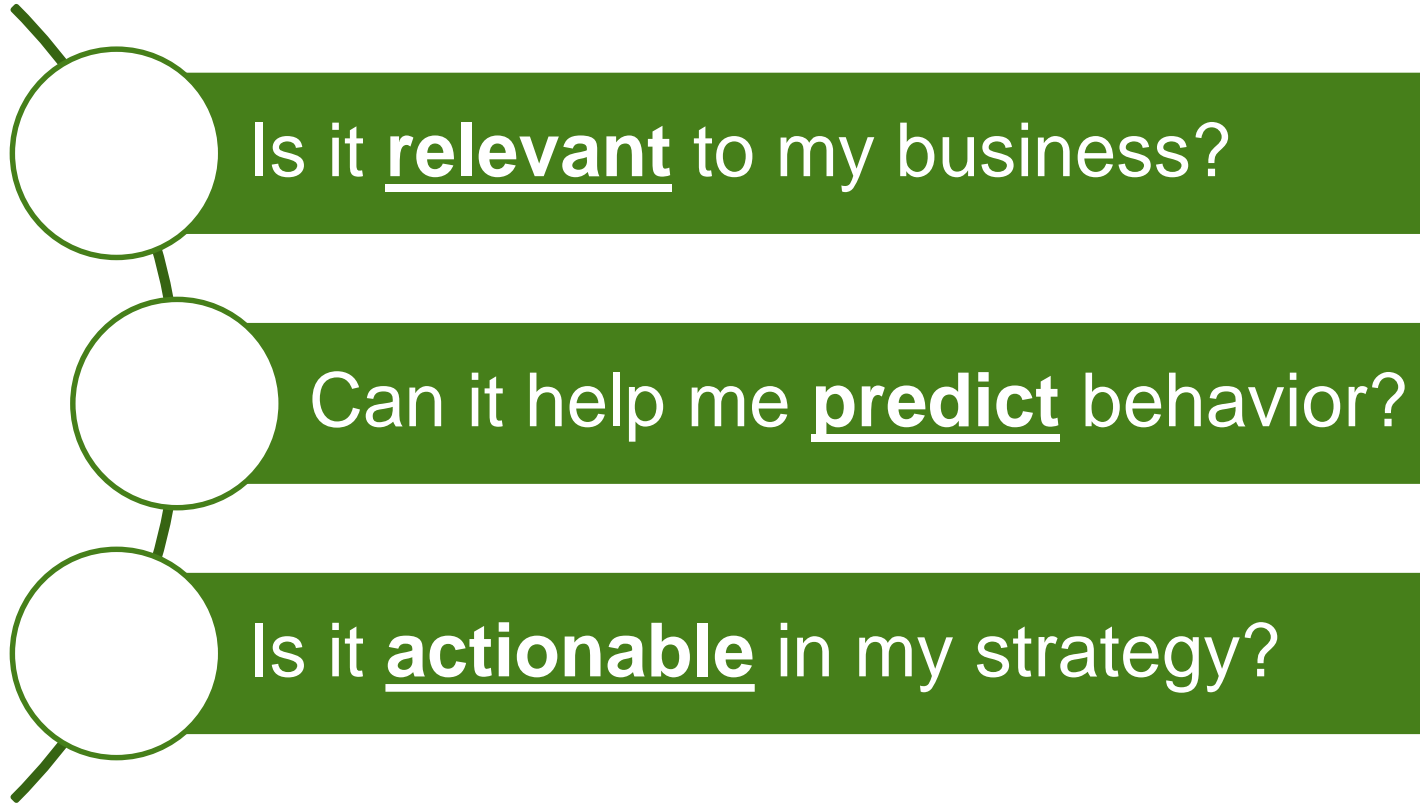 Is it relevant to my business?
Can it help me predict behavior?
Is it actionable in my strategy?